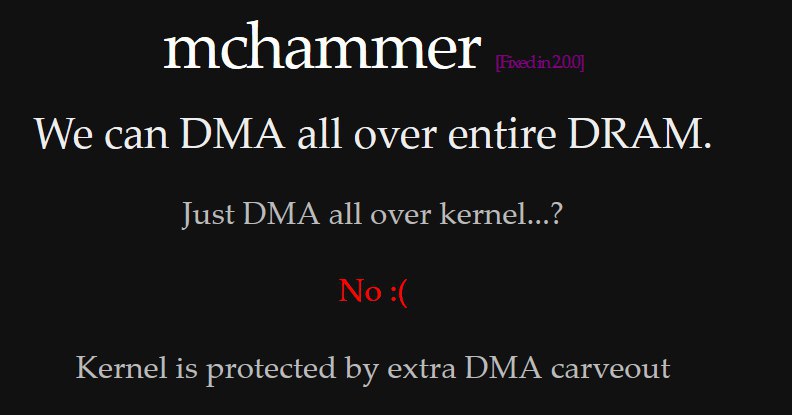 mchammer [Fixed in 2.0.0]
We can DMA all over entire DRAM.
Just DMA all over kernel...?
No :(
Kernel is protected by extra DMA carveout